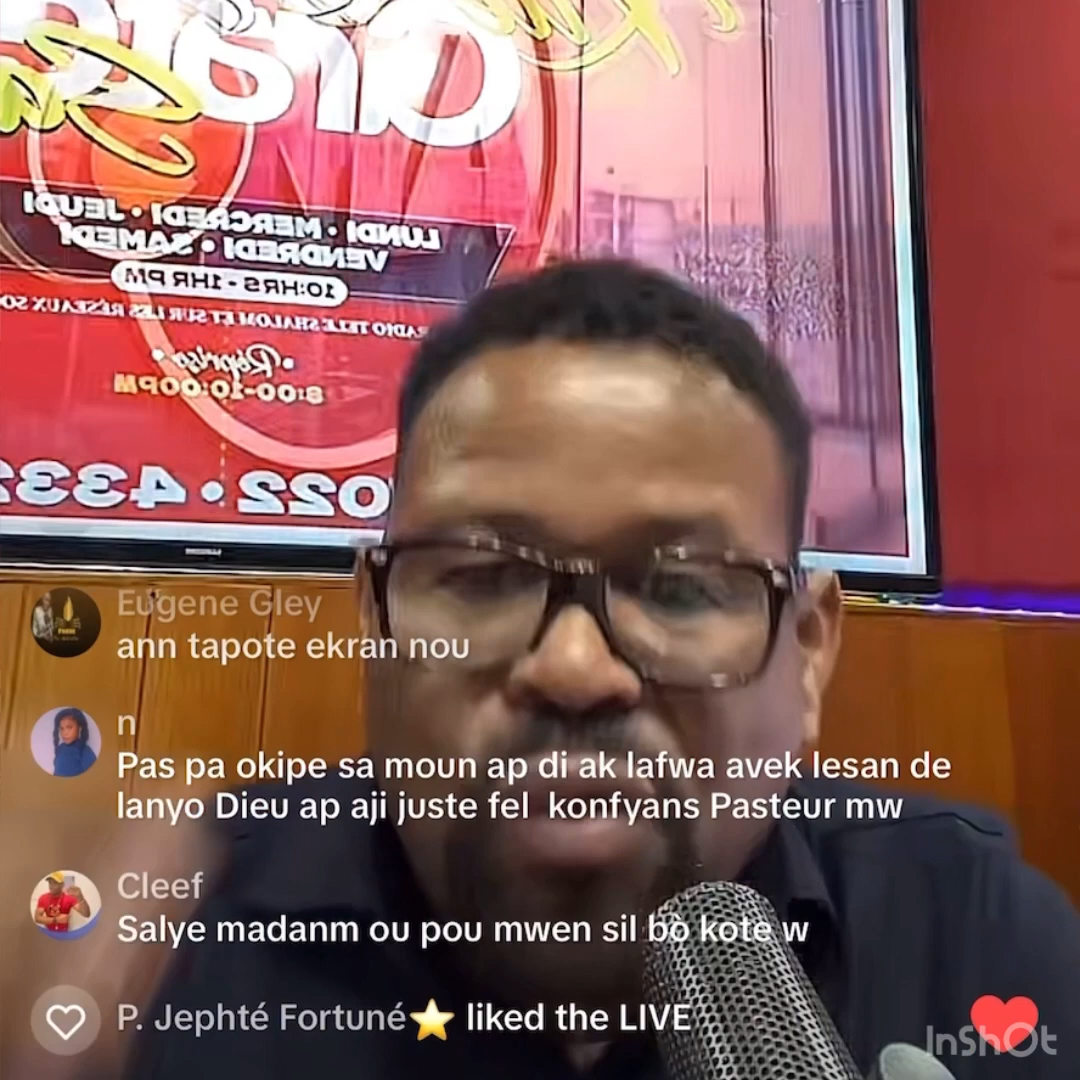 LUNDI • MERCREDI • JEUDI
VENDREDI • SAMEDI
10:HRS - 1HR PM
RADIO TELE SHALOM ET SUR LES RÉSEAUX SO
• Reprise •
8:00-10:00PM
022 • 433
SAMSUNG
Eugene Gley
ann tapote ekran nou
n
Pas pa okipe sa moun ap di ak lafwa avek lesan de
lanyo Dieu ap aji juste fel konfyans Pasteur mw
Cleef
Salye madanm ou pou mwen sil bò kote w
P. Jephté Fortuné⭐ liked the LIVE
InShOt